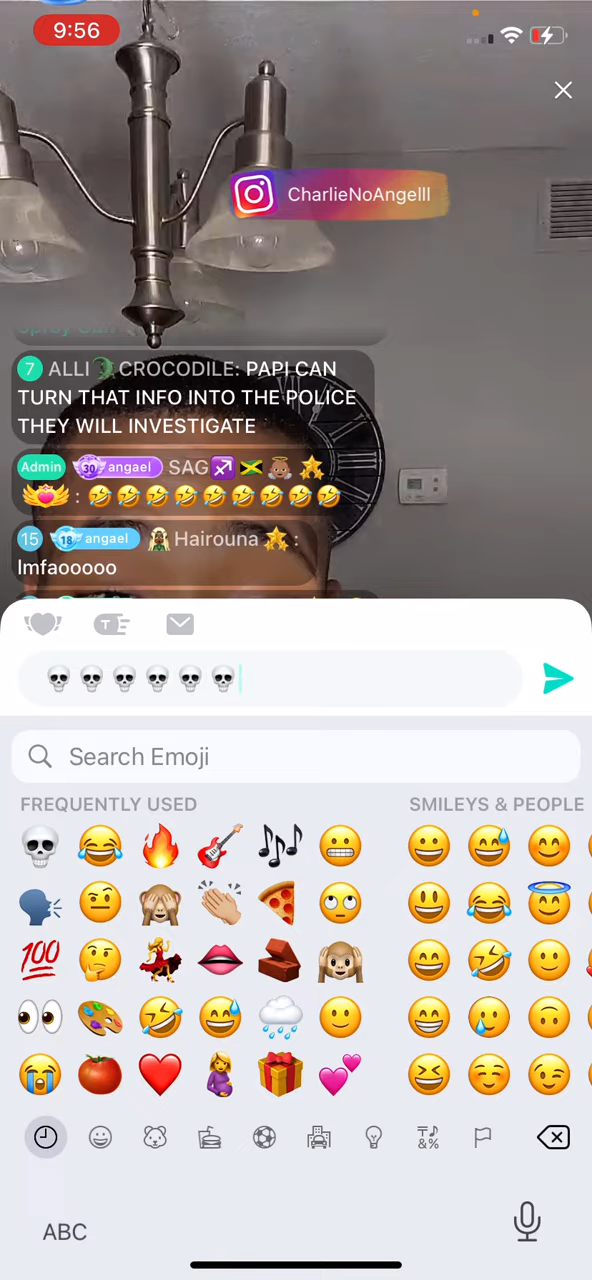 9:56
CharlieNoAngelll
7 ALLI🐊CROCODILE: PAPI CAN
TURN THAT INFO INTO THE POLICE
THEY WILL INVESTIGATE
Admin 30 angael SAG♐🇯🇲👼🏽🌟
: 🤣🤣🤣🤣🤣🤣🤣🤣🤣
15 18 angael 🧝🏾‍♀️Hairouna🌟:
lmfaooooo
💀💀💀💀💀💀
Search Emoji
FREQUENTLY USED
SMILEYS & PEOPLE
ABC